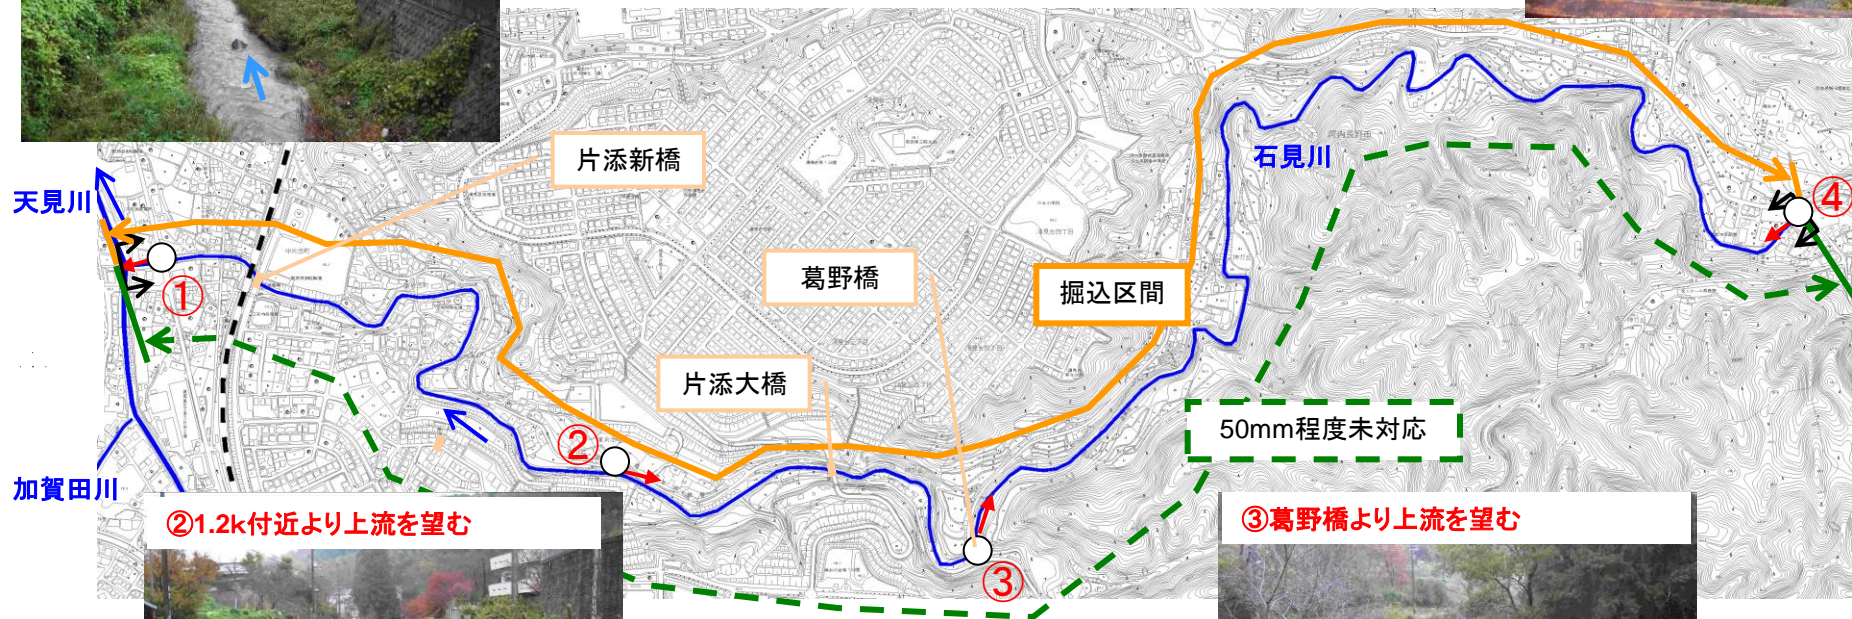 片添新橋
石見川
天見川
④
葛野橋
掘込区間
①
片添大橋
50mm程度未対応
②
加賀田川
②1.2k付近より上流を望む
③葛野橋より上流を望む
③